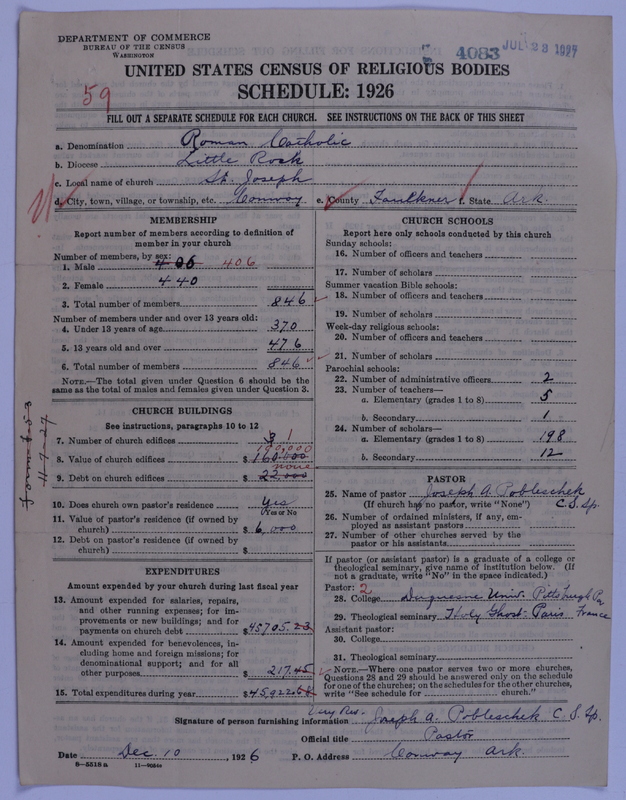 DEPARTMENT OF COMMERCE
BUREAU OF THE CENSUS
WASHINGTON
4083 JUL 23 1927
UNITED STATES CENSUS OF RELIGIOUS BODIES
SCHEDULE: 1926
59
FILL OUT A SEPARATE SCHEDULE FOR EACH CHURCH. SEE INSTRUCTIONS ON THE BACK OF THIS SHEET
a. Denomination Roman Catholic
b. Diocese Little Rock
c. Local name of church St. Joseph
d. City, town, village, or township, etc. Conway e. County Faulkner f. State Ark.
MEMBERSHIP
Report number of members according to definition of member in your church
Number of members, by sex:
1. Male 406 406
2. Female 440
3. Total number of members 846
Number of members under and over 13 years old:
4. Under 13 years of age 370
5. 13 years old and over 476
6. Total number of members 846
NOTE.—The total given under Question 6 should be the same as the total of males and females given under Question 3.
CHURCH BUILDINGS
See instructions, paragraphs 10 to 12
7. Number of church edifices 3 1
8. Value of church edifices $ 160,000 100,000
9. Debt on church edifices $ 22,000 none
10. Does church own pastor's residence Yes
(Yes or No)
11. Value of pastor's residence (if owned by church) $ 6,000
12. Debt on pastor's residence (if owned by church) $
EXPENDITURES
Amount expended by your church during last fiscal year
13. Amount expended for salaries, repairs, and other running expenses; for improvements or new buildings; and for payments on church debt $ 45705.23
14. Amount expended for benevolences, including home and foreign missions; for denominational support; and for all other purposes $ 217.45
15. Total expenditures during year $ 45922.68
CHURCH SCHOOLS
Report here only schools conducted by this church
Sunday schools:
16. Number of officers and teachers
17. Number of scholars
Summer vacation Bible schools:
18. Number of officers and teachers
19. Number of scholars
Week-day religious schools:
20. Number of officers and teachers
21. Number of scholars
Parochial schools:
22. Number of administrative officers 2
23. Number of teachers—
a. Elementary (grades 1 to 8) 5
b. Secondary 1
24. Number of scholars—
a. Elementary (grades 1 to 8) 198
b. Secondary 12
PASTOR
25. Name of pastor Joseph A. Pobleschek C. S. Sp.
(If church has no pastor, write "None")
26. Number of ordained ministers, if any, employed as assistant pastors
27. Number of other churches served by the pastor or his assistants
If pastor (or assistant pastor) is a graduate of a college or theological seminary, give name of institution below. (If not a graduate, write "No" in the space indicated.)
Pastor: 2
28. College Duquesne Univ. Pittsburgh Pa
29. Theological seminary Holy Ghost- Paris France
Assistant pastor:
30. College
31. Theological seminary
NOTE.—Where one pastor serves two or more churches, Questions 28 and 29 should be answered only on the schedule for one of the churches; on the schedules for the other churches, write "See schedule for church."
Very Rev.
Signature of person furnishing information Joseph A. Pobleschek C. S. Sp.
Official title Pastor
Date Dec. 10, 1926 P. O. Address Conway Ark.
8—5518 a